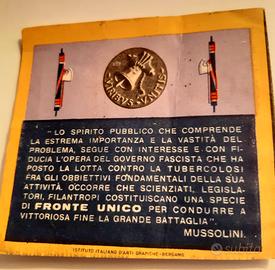 VIRIBVS VNITIS
"LO SPIRITO PUBBLICO CHE COMPRENDE
LA ESTREMA IMPORTANZA E LA VASTITÀ DEL
PROBLEMA, SEGUE CON INTERESSE E CON FI-
DUCIA L'OPERA DEL GOVERNO FASCISTA CHE HA
POSTO LA LOTTA CONTRO LA TUBERCOLOSI
FRA GLI OBBIETTIVI FONDAMENTALI DELLA SUA
ATTIVITÀ. OCCORRE CHE SCIENZIATI, LEGISLA-
TORI, FILANTROPI COSTITUISCANO UNA SPECIE
DI FRONTE UNICO PER CONDURRE A
VITTORIOSA FINE LA GRANDE BATTAGLIA"
MUSSOLINI.
ISTITUTO ITALIANO D'ARTI GRAFICHE - BERGAMO
subito